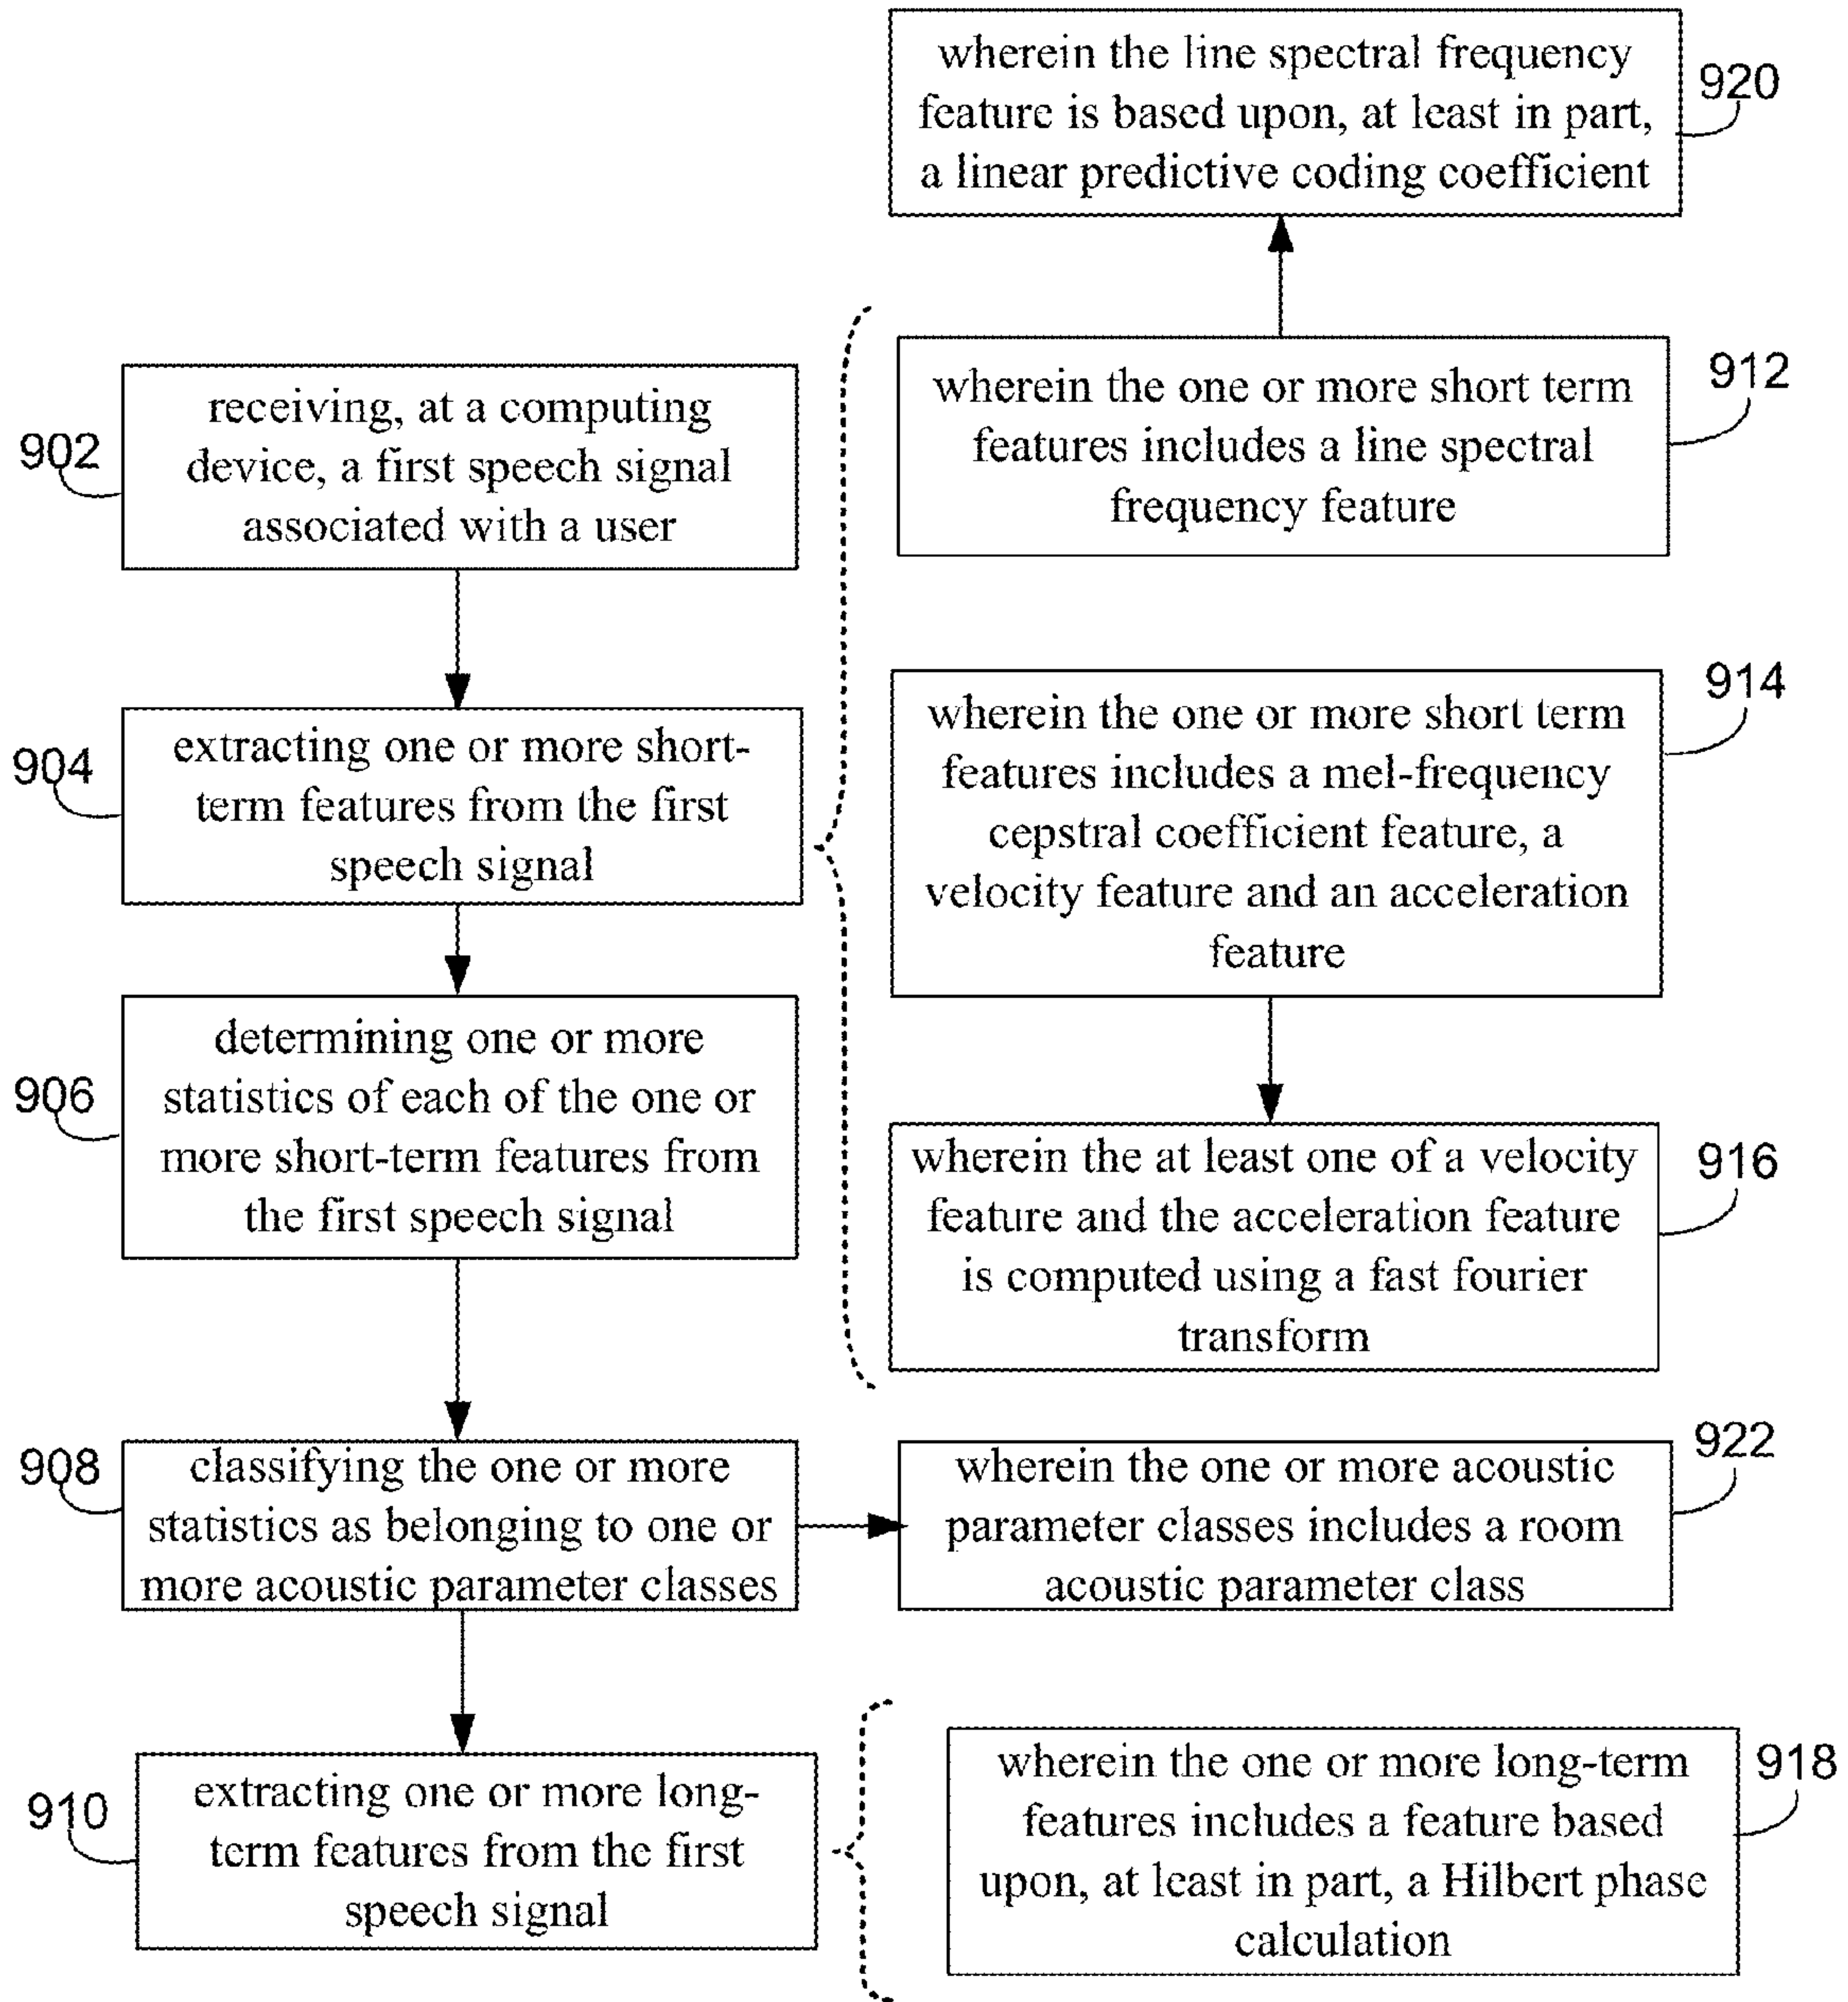 902
receiving, at a computing
device, a first speech signal
associated with a user
904
extracting one or more short-
term features from the first
speech signal
906
determining one or more
statistics of each of the one or
more short-term features from
the first speech signal
908
classifying the one or more
statistics as belonging to one or
more acoustic parameter classes
910
extracting one or more long-
term features from the first
speech signal
wherein the line spectral frequency
feature is based upon, at least in part,
a linear predictive coding coefficient
920
wherein the one or more short term
features includes a line spectral
frequency feature
912
wherein the one or more short term
features includes a mel-frequency
cepstral coefficient feature, a
velocity feature and an acceleration
feature
914
wherein the at least one of a velocity
feature and the acceleration feature
is computed using a fast fourier
transform
916
wherein the one or more acoustic
parameter classes includes a room
acoustic parameter class
922
wherein the one or more long-term
features includes a feature based
upon, at least in part, a Hilbert phase
calculation
918